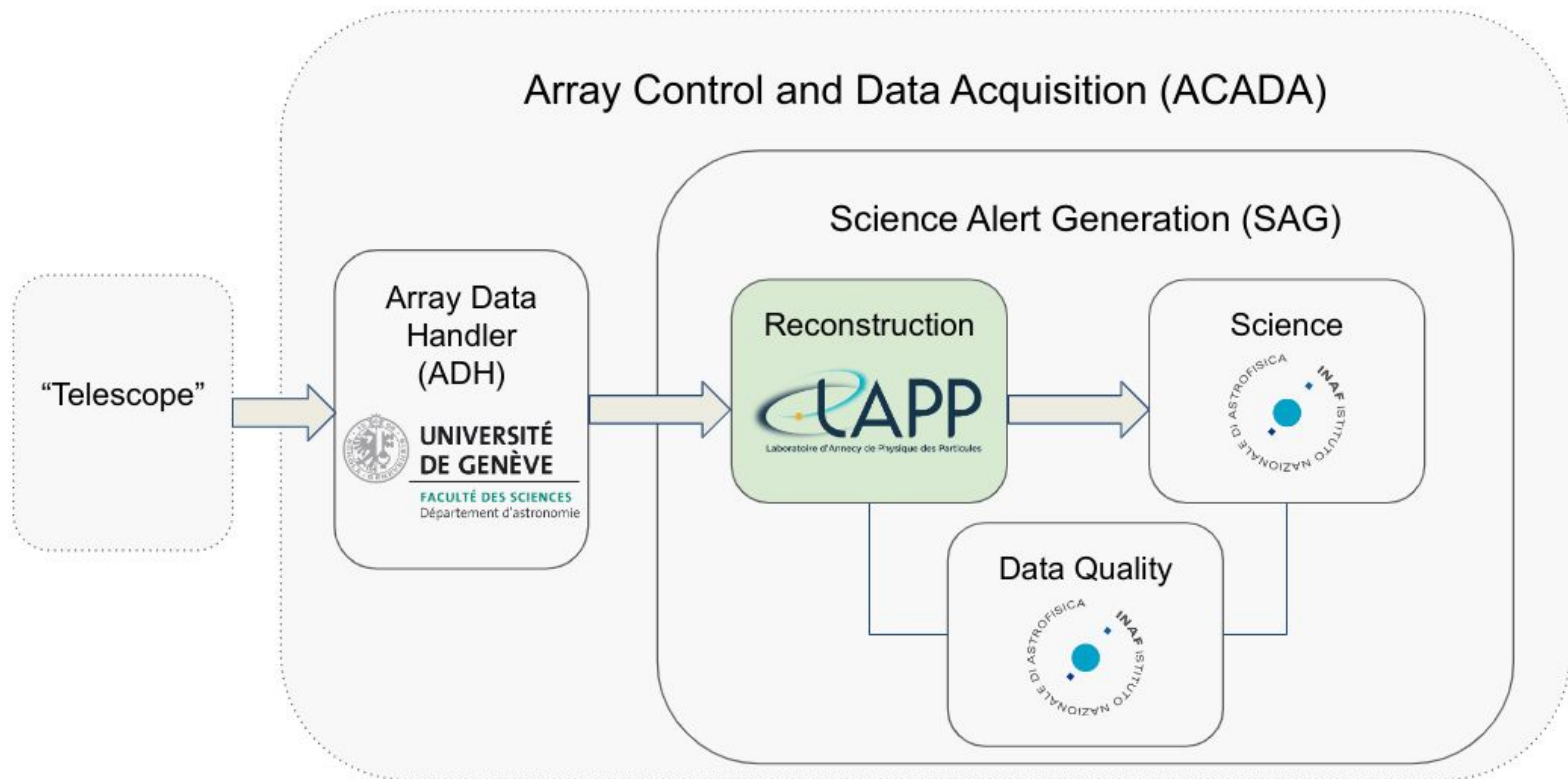 Array Control and Data Acquisition (ACADA)
Science Alert Generation (SAG)
“Telescope”
Array Data
Handler
(ADH)
UNIVERSITÉ
DE GENÈVE
FACULTÉ DES SCIENCES
Département d'astronomie
Reconstruction
LAPP
Laboratoire d'Annecy de Physique des Particules
Science
INAF ISTITUTO NAZIONALE DI ASTROFISICA
Data Quality
INAF ISTITUTO NAZIONALE DI ASTROFISICA